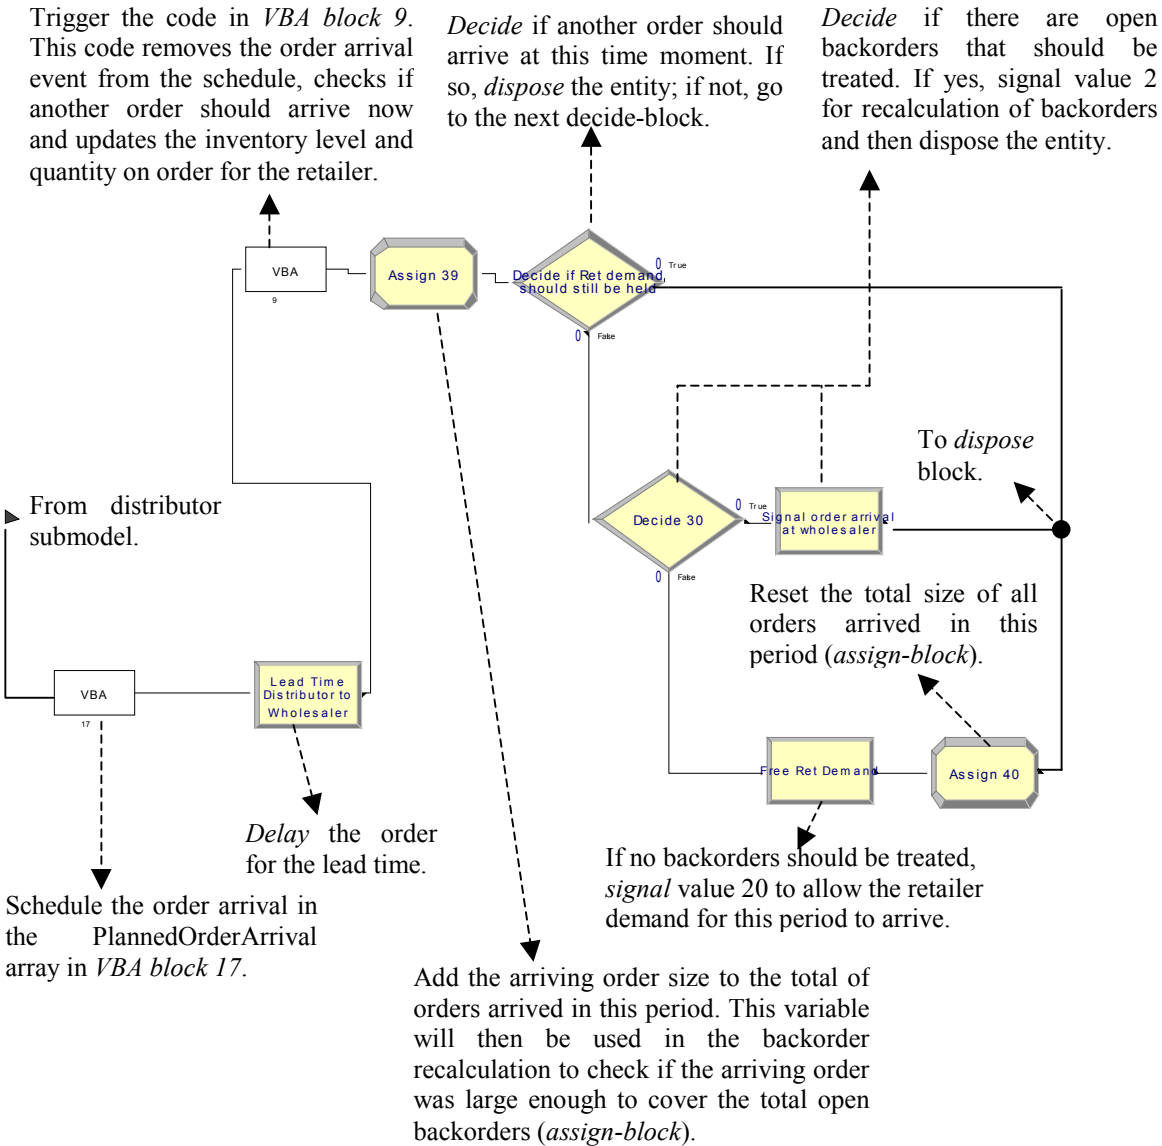 Trigger the code in VBA block 9.
This code removes the order arrival
event from the schedule, checks if
another order should arrive now
and updates the inventory level and
quantity on order for the retailer.
Decide if another order should
arrive at this time moment. If
so, dispose the entity; if not, go
to the next decide-block.
Decide if there are open
backorders that should be
treated. If yes, signal value 2
for recalculation of backorders
and then dispose the entity.
VBA
9
Assign 39
Decide if Ret demand
should still be held
0 True
0 False
To dispose
block.
From distributor
submodel.
Decide 30
0 True
0 False
Signal order arrival
at wholesaler
Reset the total size of all
orders arrived in this
period (assign-block).
VBA
17
Lead Time
Distributor to
Wholesaler
Free Ret Demand
Assign 40
Delay the order
for the lead time.
If no backorders should be treated,
signal value 20 to allow the retailer
demand for this period to arrive.
Schedule the order arrival in
the PlannedOrderArrival
array in VBA block 17.
Add the arriving order size to the total of
orders arrived in this period. This variable
will then be used in the backorder
recalculation to check if the arriving order
was large enough to cover the total open
backorders (assign-block).